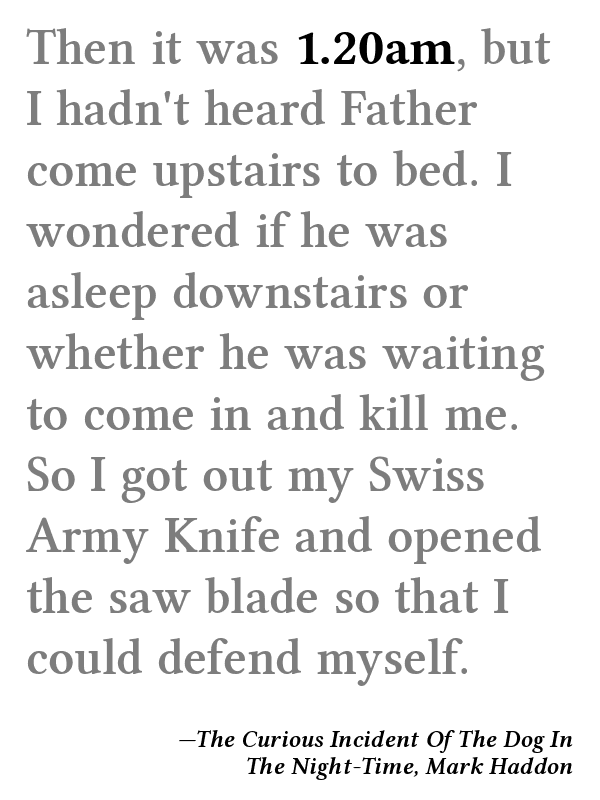 Then it was 1.20am, but
I hadn't heard Father
come upstairs to bed. I
wondered if he was
asleep downstairs or
whether he was waiting
to come in and kill me.
So I got out my Swiss
Army Knife and opened
the saw blade so that I
could defend myself.
—The Curious Incident Of The Dog In
The Night-Time, Mark Haddon